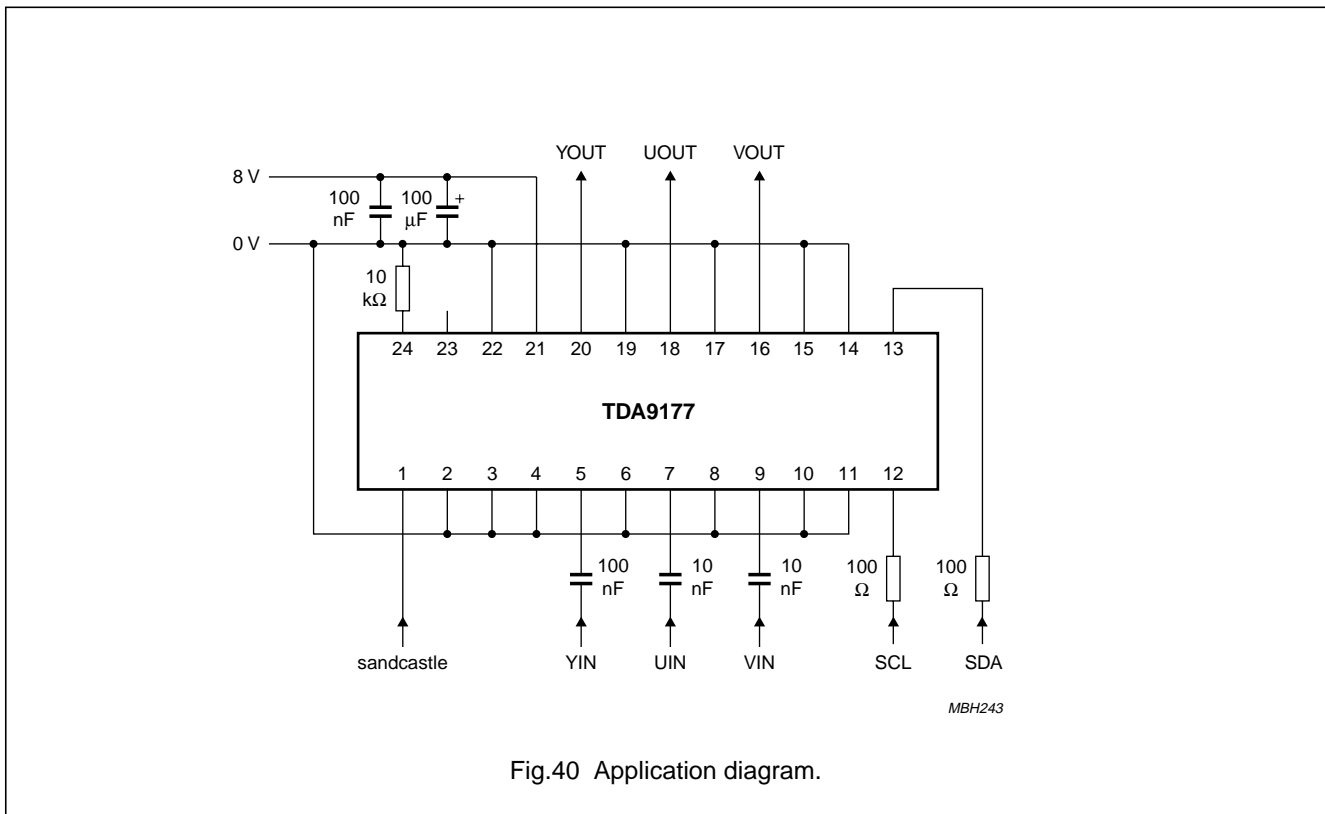 YOUT UOUT VOUT
8 V
100 nF
100 μF
+
0 V
10 kΩ
24 23 22 21 20 19 18 17 16 15 14 13
TDA9177
1 2 3 4 5 6 7 8 9 10 11 12
100 nF
10 nF
10 nF
100 Ω
100 Ω
sandcastle YIN UIN VIN SCL SDA
MBH243
Fig.40 Application diagram.